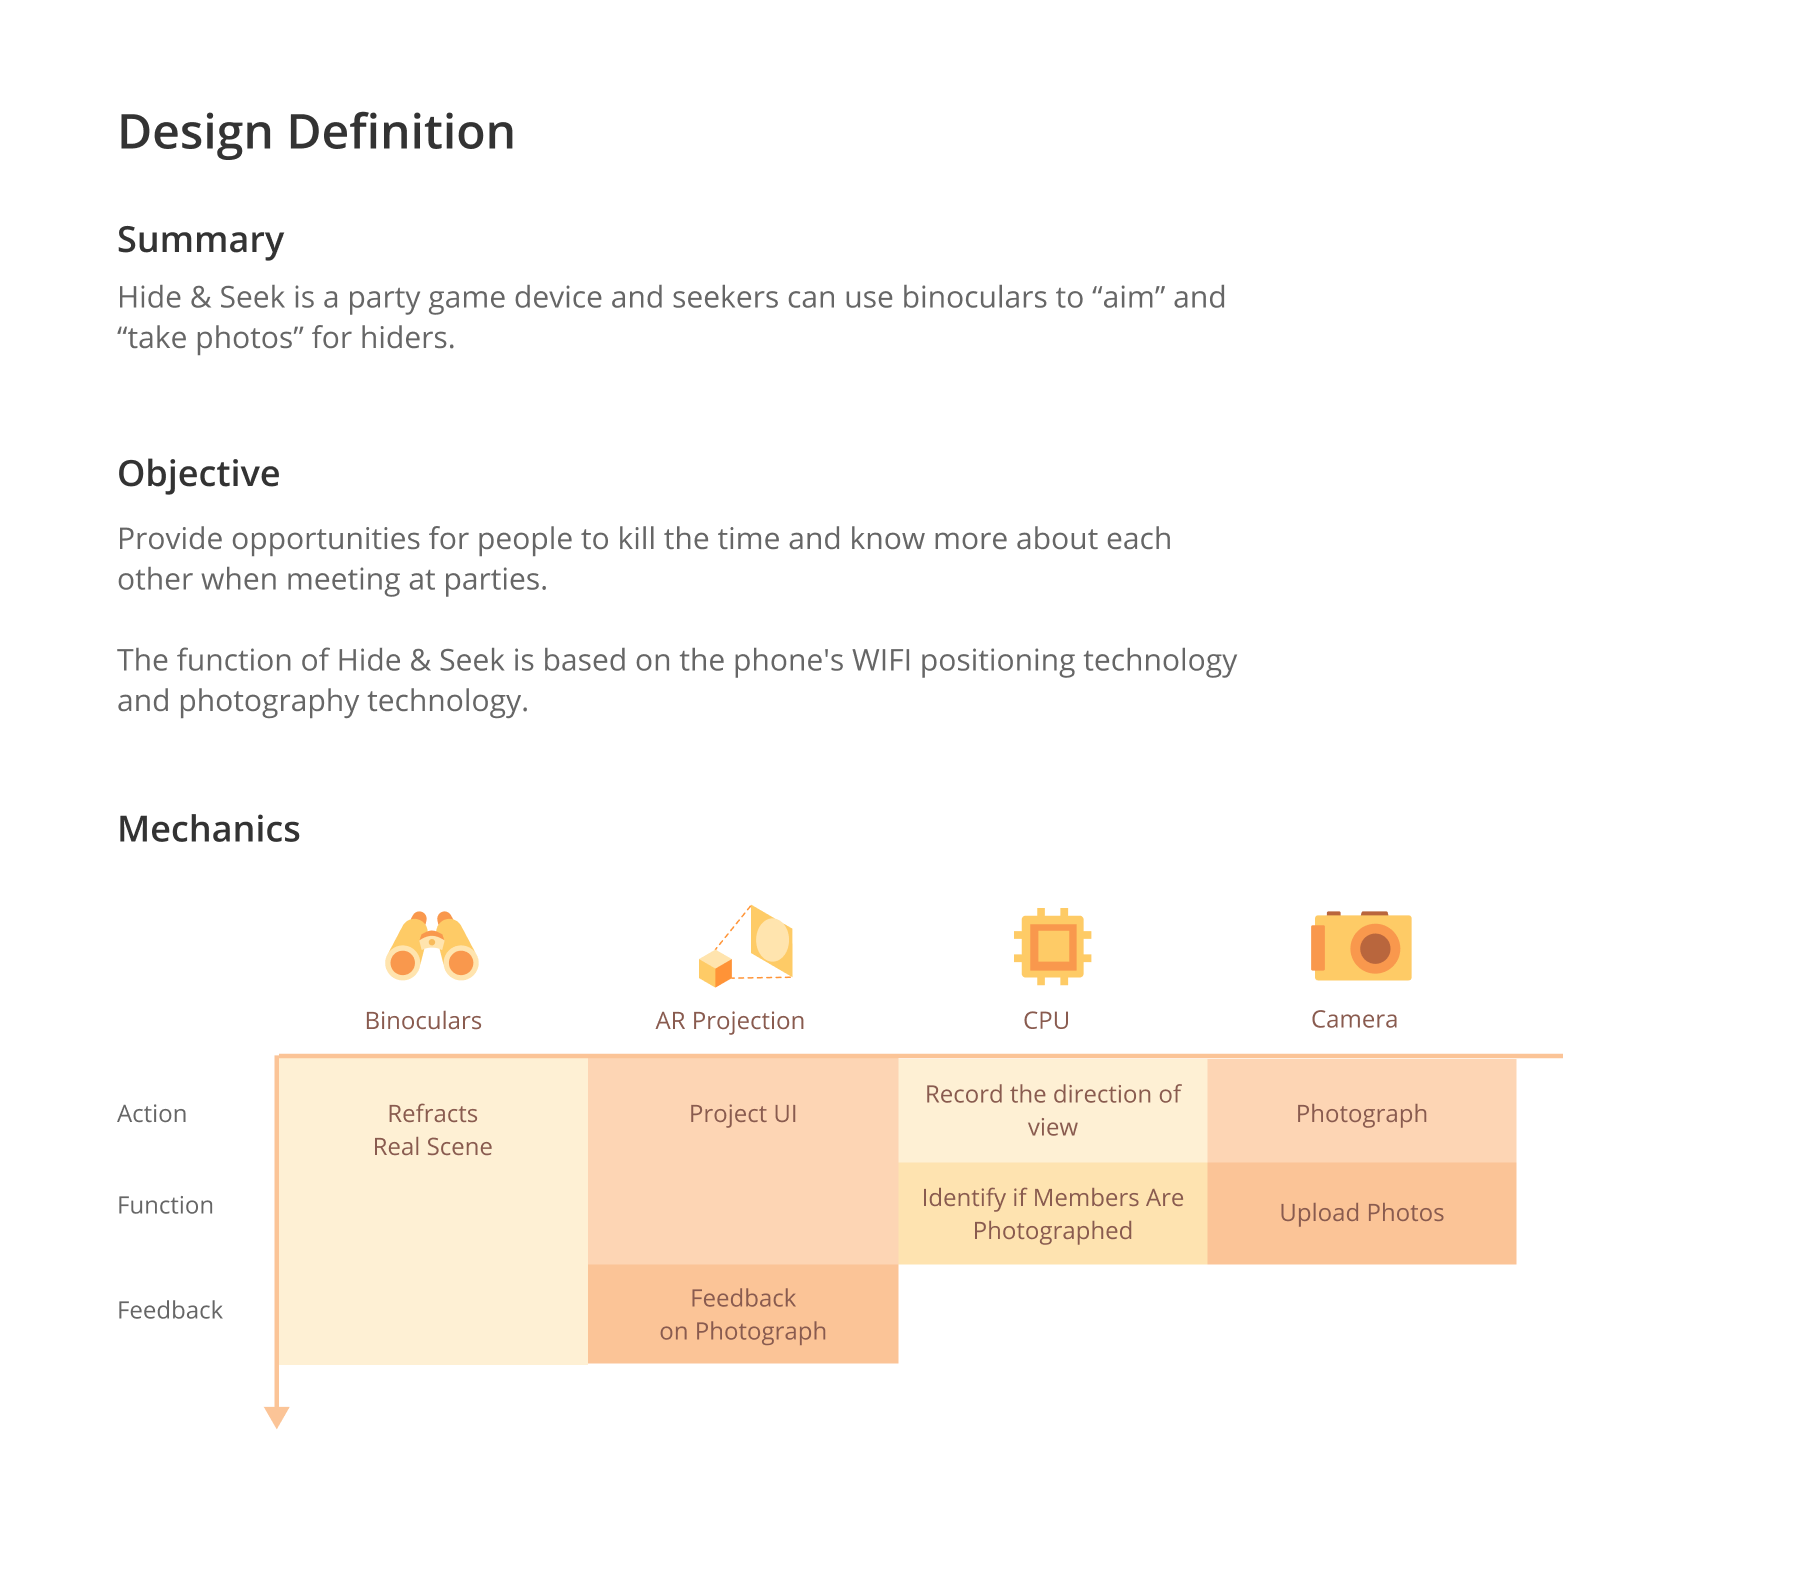 Design Definition
Summary
Hide & Seek is a party game device and seekers can use binoculars to “aim” and
“take photos” for hiders.
Objective
Provide opportunities for people to kill the time and know more about each
other when meeting at parties.
The function of Hide & Seek is based on the phone's WIFI positioning technology
and photography technology.
Mechanics
Binoculars
AR Projection
CPU
Camera
Action
Refracts
Real Scene
Project UI
Record the direction of
view
Photograph
Function
Identify if Members Are
Photographed
Upload Photos
Feedback
Feedback
on Photograph